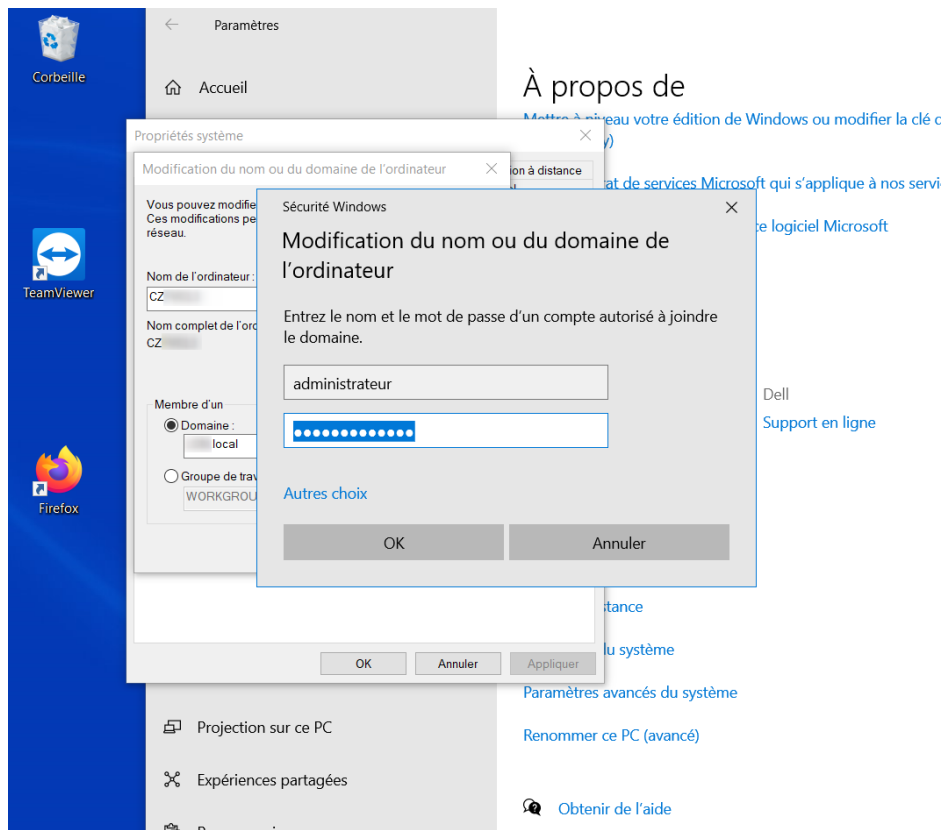 Corbeille
TeamViewer
Firefox
Paramètres
Accueil
À propos de
Mettre à niveau votre édition de Windows ou modifier la clé d
y)
at de services Microsoft qui s'applique à nos servi
e logiciel Microsoft
Dell
Support en ligne
stance
du système
Paramètres avancés du système
Renommer ce PC (avancé)
Obtenir de l'aide
Projection sur ce PC
Expériences partagées
Propriétés système
ion à distance
Modification du nom ou du domaine de l'ordinateur
Vous pouvez modifie
Ces modifications pe
réseau.
Nom de l'ordinateur :
CZ
Nom complet de l'ord
CZ
Membre d'un
Domaine :
local
Groupe de trav
WORKGROU
OK
Annuler
Appliquer
Sécurité Windows
Modification du nom ou du domaine de
l'ordinateur
Entrez le nom et le mot de passe d'un compte autorisé à joindre
le domaine.
administrateur
●●●●●●●●●●●●●
Autres choix
OK
Annuler